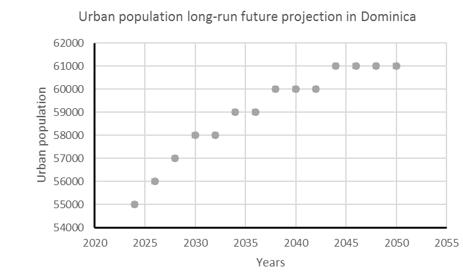 Urban population long-run future projection in Dominica
62000
61000
60000
59000
58000
57000
56000
55000
54000
Urban population
2020 2025 2030 2035 2040 2045 2050 2055
Years